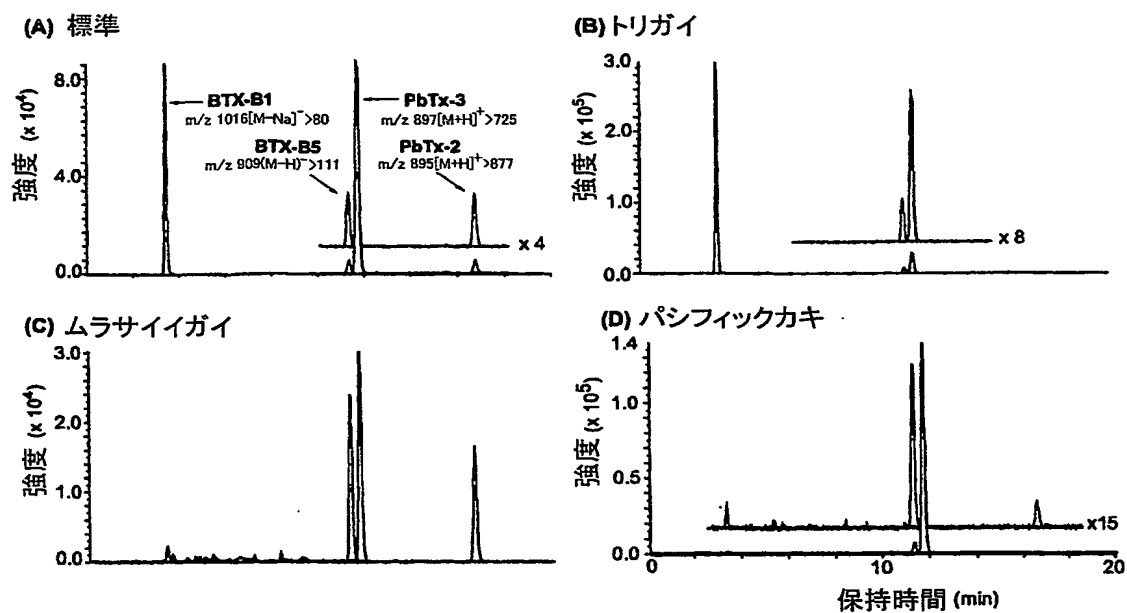 (A) 標準
強度 (x 10⁴)
8.0
4.0
0.0
BTX-B1
m/z 1016[M-Na]⁻>80
PbTx-3
m/z 897[M+H]⁺>725
BTX-B5
m/z 909(M-H)⁻>111
PbTx-2
m/z 895[M+H]⁺>877
x 4
(B) トリガイ
強度 (x 10⁵)
3.0
2.0
1.0
0.0
x 8
(C) ムラサイイガイ
強度 (x 10⁴)
3.0
2.0
1.0
0.0
(D) パシフィックカキ
強度 (x 10⁵)
1.4
1.0
0.5
0.0
x15
0
10
20
保持時間 (min)